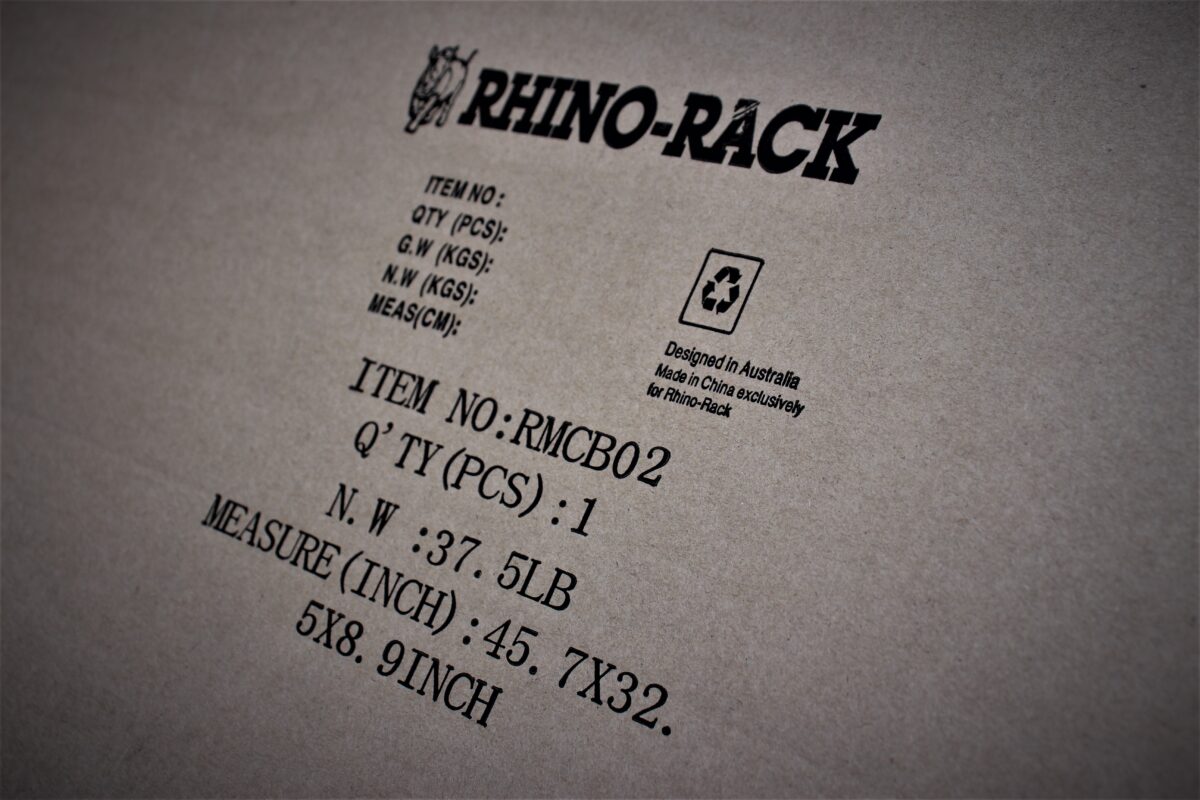 RHINO-RACK
ITEM NO:
QTY (PCS):
G.W (KGS):
N.W (KGS):
MEAS(CM):
Designed in Australia
Made in China exclusively
for Rhino-Rack
ITEM NO:RMCB02
Q'TY(PCS):1
N.W :37.5LB
MEASURE(INCH):45.7X32.
5X8.9INCH